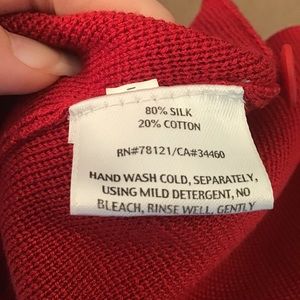 80% SILK
20% COTTON
RN#78121/CA#34460
HAND WASH COLD, SEPARATELY,
USING MILD DETERGENT, NO
BLEACH, RINSE WELL, GENTLY